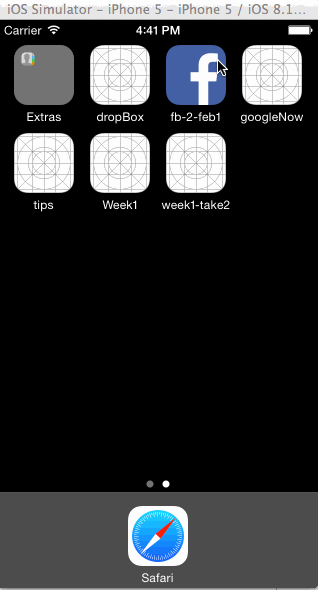 iOS Simulator - iPhone 5 - iPhone 5 / iOS 8.1...
Carrier 4:41 PM
Extras dropBox fb-2-feb1 googleNow
tips Week1 week1-take2
Safari